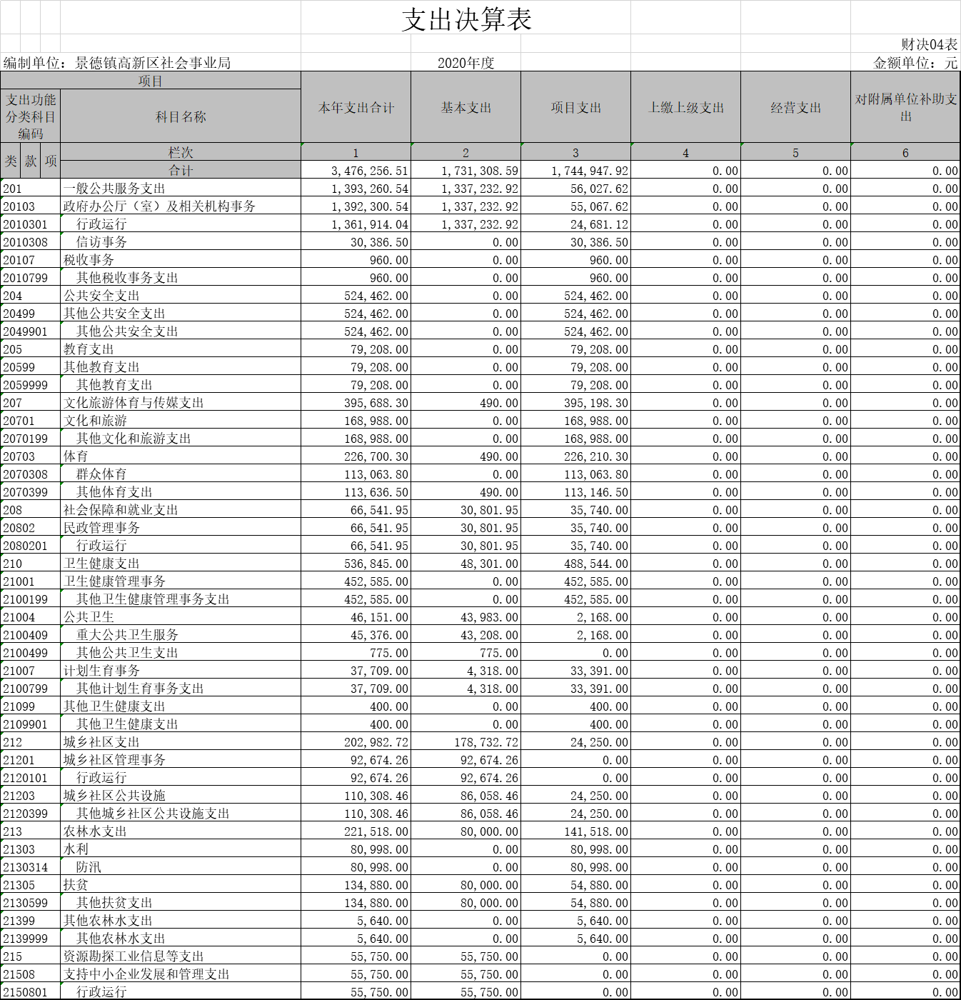 支出决算表
财决04表
编制单位：景德镇高新区社会事业局 2020年度 金额单位：元
项目 本年支出合计 基本支出 项目支出 上缴上级支出 经营支出 对附属单位补助支出
支出功能分类科目编码 科目名称
类 款 项 栏次 1 2 3 4 5 6
合计 3,476,256.51 1,731,308.59 1,744,947.92 0.00 0.00 0.00
201 一般公共服务支出 1,393,260.54 1,337,232.92 56,027.62 0.00 0.00 0.00
20103 政府办公厅（室）及相关机构事务 1,392,300.54 1,337,232.92 55,067.62 0.00 0.00 0.00
2010301 行政运行 1,361,914.04 1,337,232.92 24,681.12 0.00 0.00 0.00
2010308 信访事务 30,386.50 0.00 30,386.50 0.00 0.00 0.00
20107 税收事务 960.00 0.00 960.00 0.00 0.00 0.00
2010799 其他税收事务支出 960.00 0.00 960.00 0.00 0.00 0.00
204 公共安全支出 524,462.00 0.00 524,462.00 0.00 0.00 0.00
20499 其他公共安全支出 524,462.00 0.00 524,462.00 0.00 0.00 0.00
2049901 其他公共安全支出 524,462.00 0.00 524,462.00 0.00 0.00 0.00
205 教育支出 79,208.00 0.00 79,208.00 0.00 0.00 0.00
20599 其他教育支出 79,208.00 0.00 79,208.00 0.00 0.00 0.00
2059999 其他教育支出 79,208.00 0.00 79,208.00 0.00 0.00 0.00
207 文化旅游体育与传媒支出 395,688.30 490.00 395,198.30 0.00 0.00 0.00
20701 文化和旅游 168,988.00 0.00 168,988.00 0.00 0.00 0.00
2070199 其他文化和旅游支出 168,988.00 0.00 168,988.00 0.00 0.00 0.00
20703 体育 226,700.30 490.00 226,210.30 0.00 0.00 0.00
2070308 群众体育 113,063.80 0.00 113,063.80 0.00 0.00 0.00
2070399 其他体育支出 113,636.50 490.00 113,146.50 0.00 0.00 0.00
208 社会保障和就业支出 66,541.95 30,801.95 35,740.00 0.00 0.00 0.00
20802 民政管理事务 66,541.95 30,801.95 35,740.00 0.00 0.00 0.00
2080201 行政运行 66,541.95 30,801.95 35,740.00 0.00 0.00 0.00
210 卫生健康支出 536,845.00 48,301.00 488,544.00 0.00 0.00 0.00
21001 卫生健康管理事务 452,585.00 0.00 452,585.00 0.00 0.00 0.00
2100199 其他卫生健康管理事务支出 452,585.00 0.00 452,585.00 0.00 0.00 0.00
21004 公共卫生 46,151.00 43,983.00 2,168.00 0.00 0.00 0.00
2100409 重大公共卫生服务 45,376.00 43,208.00 2,168.00 0.00 0.00 0.00
2100499 其他公共卫生支出 775.00 775.00 0.00 0.00 0.00 0.00
21007 计划生育事务 37,709.00 4,318.00 33,391.00 0.00 0.00 0.00
2100799 其他计划生育事务支出 37,709.00 4,318.00 33,391.00 0.00 0.00 0.00
21099 其他卫生健康支出 400.00 0.00 400.00 0.00 0.00 0.00
2109901 其他卫生健康支出 400.00 0.00 400.00 0.00 0.00 0.00
212 城乡社区支出 202,982.72 178,732.72 24,250.00 0.00 0.00 0.00
21201 城乡社区管理事务 92,674.26 92,674.26 0.00 0.00 0.00 0.00
2120101 行政运行 92,674.26 92,674.26 0.00 0.00 0.00 0.00
21203 城乡社区公共设施 110,308.46 86,058.46 24,250.00 0.00 0.00 0.00
2120399 其他城乡社区公共设施支出 110,308.46 86,058.46 24,250.00 0.00 0.00 0.00
213 农林水支出 221,518.00 80,000.00 141,518.00 0.00 0.00 0.00
21303 水利 80,998.00 0.00 80,998.00 0.00 0.00 0.00
2130314 防汛 80,998.00 0.00 80,998.00 0.00 0.00 0.00
21305 扶贫 134,880.00 80,000.00 54,880.00 0.00 0.00 0.00
2130599 其他扶贫支出 134,880.00 80,000.00 54,880.00 0.00 0.00 0.00
21399 其他农林水支出 5,640.00 0.00 5,640.00 0.00 0.00 0.00
2139999 其他农林水支出 5,640.00 0.00 5,640.00 0.00 0.00 0.00
215 资源勘探工业信息等支出 55,750.00 55,750.00 0.00 0.00 0.00 0.00
21508 支持中小企业发展和管理支出 55,750.00 55,750.00 0.00 0.00 0.00 0.00
2150801 行政运行 55,750.00 55,750.00 0.00 0.00 0.00 0.00